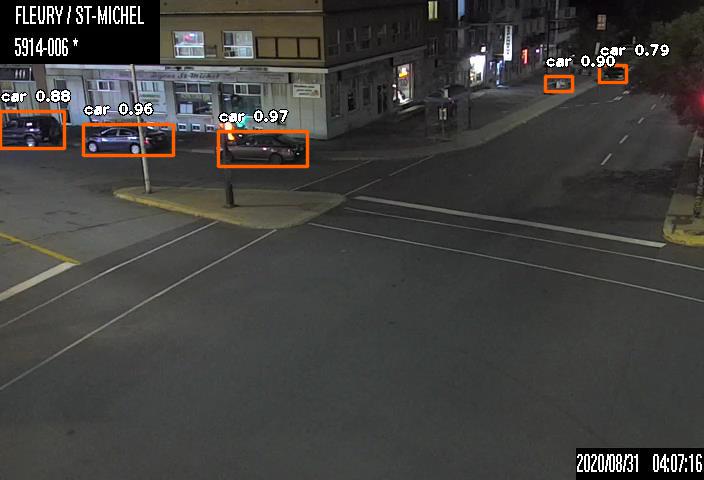 FLEURY / ST-MICHEL
5914-006 *
car 0.79
car 0.90
car 0.88
car 0.96
car 0.97
2020/08/31 04:07:16